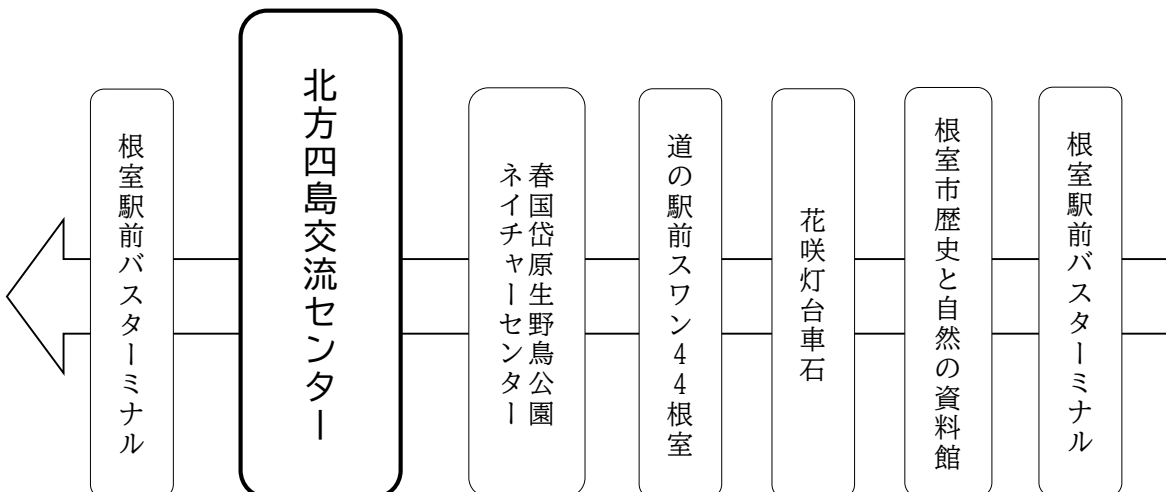 根室駅前バスターミナル
根室市歴史と自然の資料館
花咲灯台車石
道の駅前スワン44根室
春国岱原生野鳥公園
ネイチャーセンター
北方四島交流センター
根室駅前バスターミナル